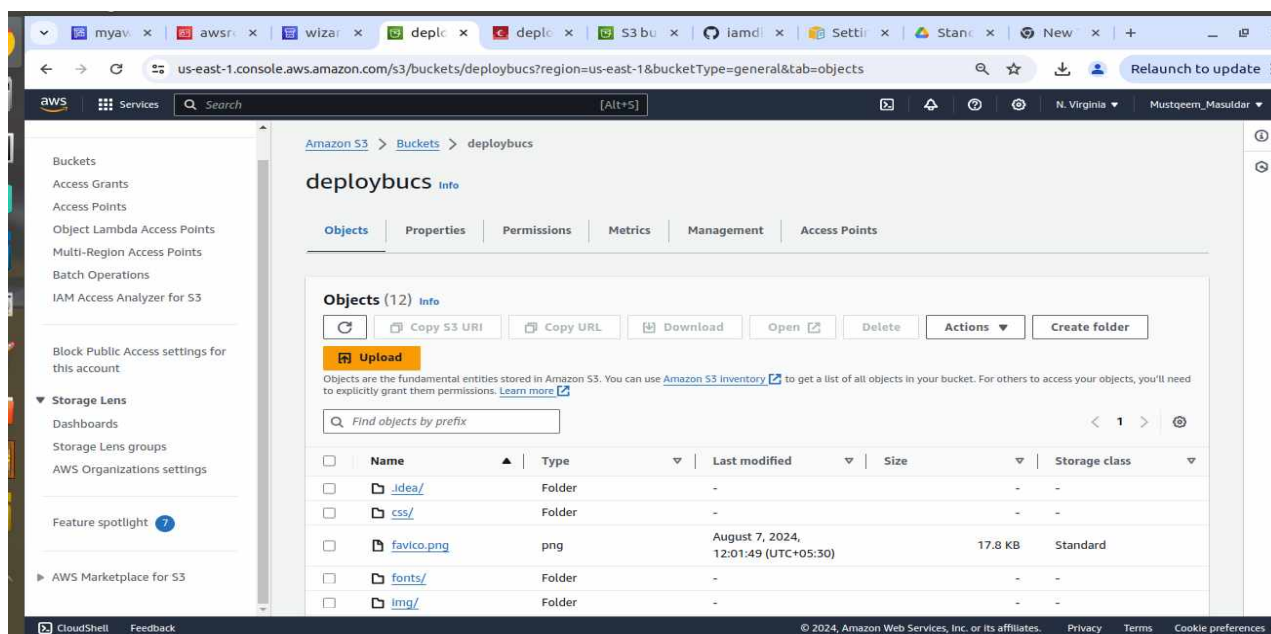 myaw
awsr
wizar
deplo
deplo
S3 bu
iamdi
Settin
Stanc
New
us-east-1.console.aws.amazon.com/s3/buckets/deploybucs?region=us-east-1&bucketType=general&tab=objects
Relaunch to update
aws Services Search [Alt+S] N. Virginia ▼ Mustqeem_Masuldar ▼
Buckets
Access Grants
Access Points
Object Lambda Access Points
Multi-Region Access Points
Batch Operations
IAM Access Analyzer for S3
Block Public Access settings for
this account
▼ Storage Lens
Dashboards
Storage Lens groups
AWS Organizations settings
Feature spotlight 7
▶ AWS Marketplace for S3
Amazon S3 > Buckets > deploybucs
deploybucs Info
Objects Properties Permissions Metrics Management Access Points
Objects (12) Info
Copy S3 URI Copy URL Download Open Delete Actions ▼ Create folder
Upload
Objects are the fundamental entities stored in Amazon S3. You can use Amazon S3 inventory to get a list of all objects in your bucket. For others to access your objects, you'll need
to explicitly grant them permissions. Learn more
Find objects by prefix < 1 >
Name Type Last modified Size Storage class
.idea/ Folder - - -
css/ Folder - - -
favico.png png August 7, 2024, 17.8 KB Standard
12:01:49 (UTC+05:30)
fonts/ Folder - - -
img/ Folder - - -
CloudShell Feedback © 2024, Amazon Web Services, Inc. or its affiliates. Privacy Terms Cookie preferences